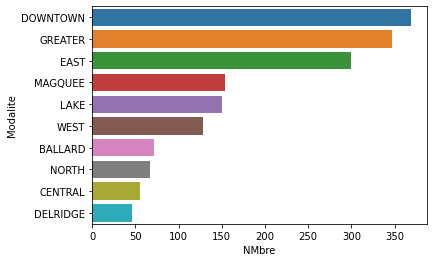 DOWNTOWN
GREATER
EAST
MAGQUEE
LAKE
WEST
BALLARD
NORTH
CENTRAL
DELRIDGE
Modalite
0 50 100 150 200 250 300 350
NMbre